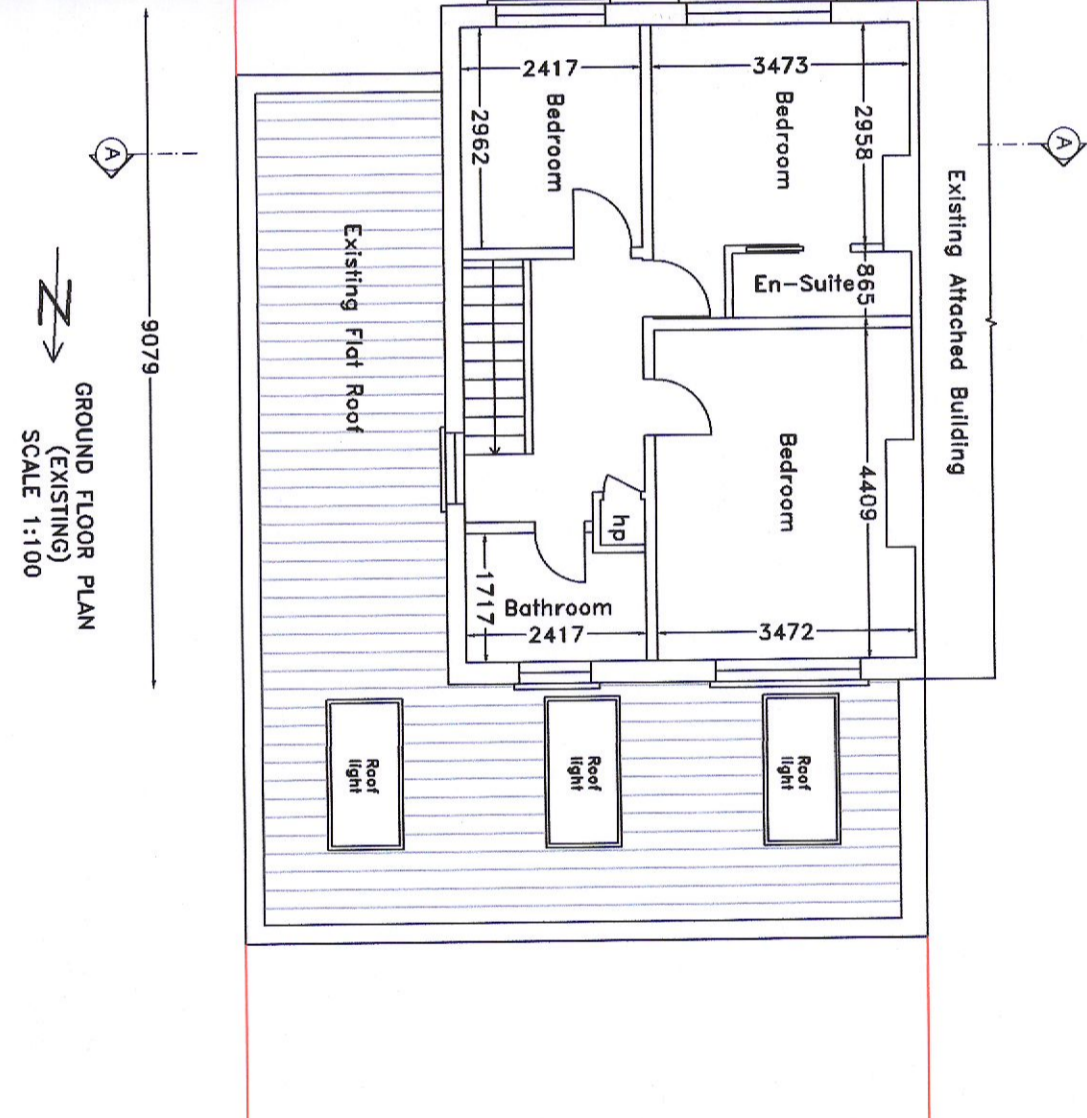 Existing Attached Building
A
3473
Bedroom
2958
2417
Bedroom
2962
En-Suite
865
Bedroom
4409
3472
hp
Bathroom
1717
2417
Existing Flat Roof
Roof
light
Roof
light
Roof
light
A
9079
N
GROUND FLOOR PLAN
(EXISTING)
SCALE 1:100